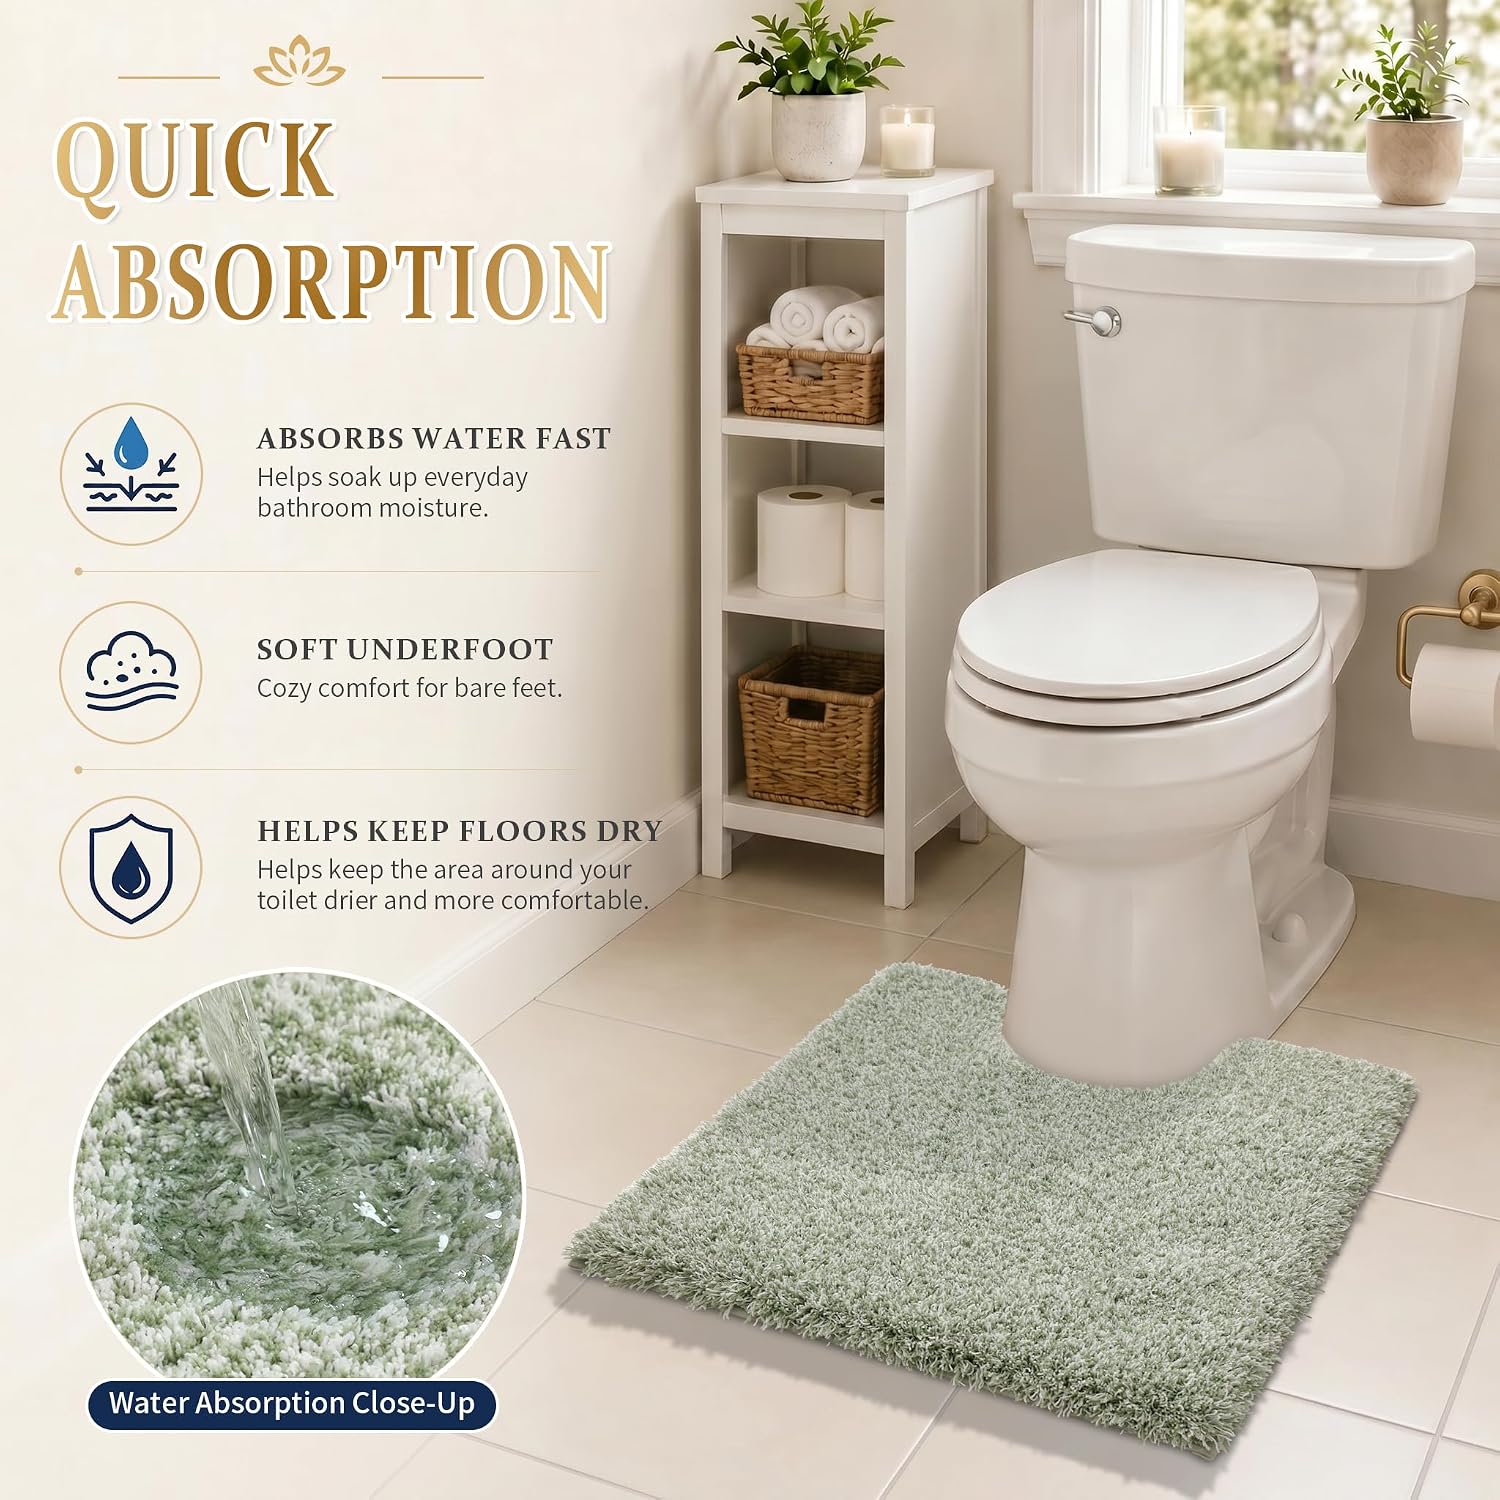 QUICK
ABSORPTION
ABSORBS WATER FAST
Helps soak up everyday
bathroom moisture.
SOFT UNDERFOOT
Cozy comfort for bare feet.
HELPS KEEP FLOORS DRY
Helps keep the area around your
toilet drier and more comfortable.
Water Absorption Close-Up